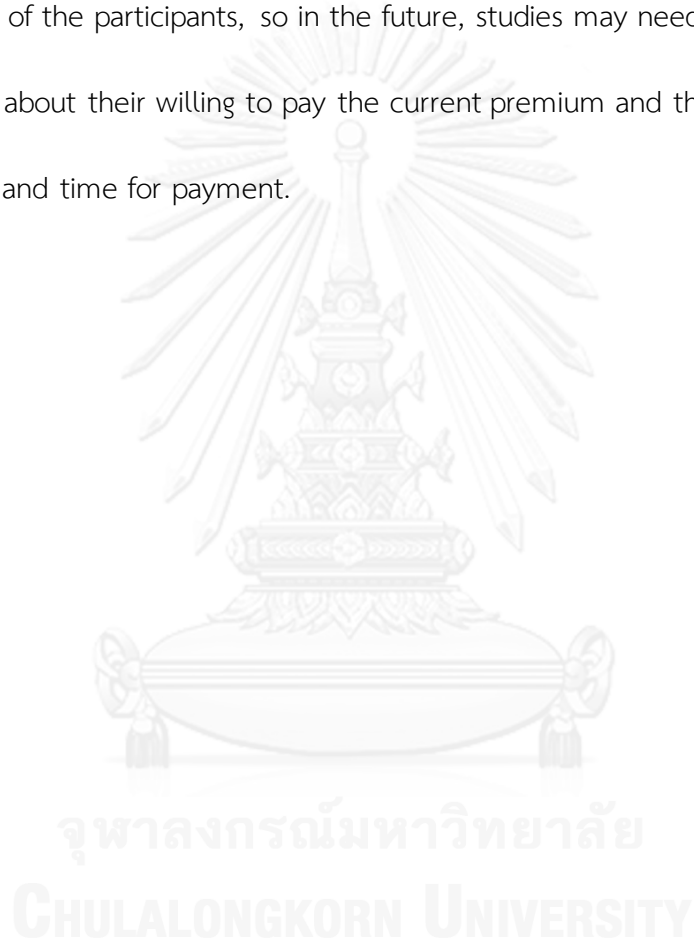 of the participants, so in the future, studies may need
about their willing to pay the current premium and th
and time for payment.
จุฬาลงกรณ์มหาวิทยาลัย
CHULALONGKORN UNIVERSITY